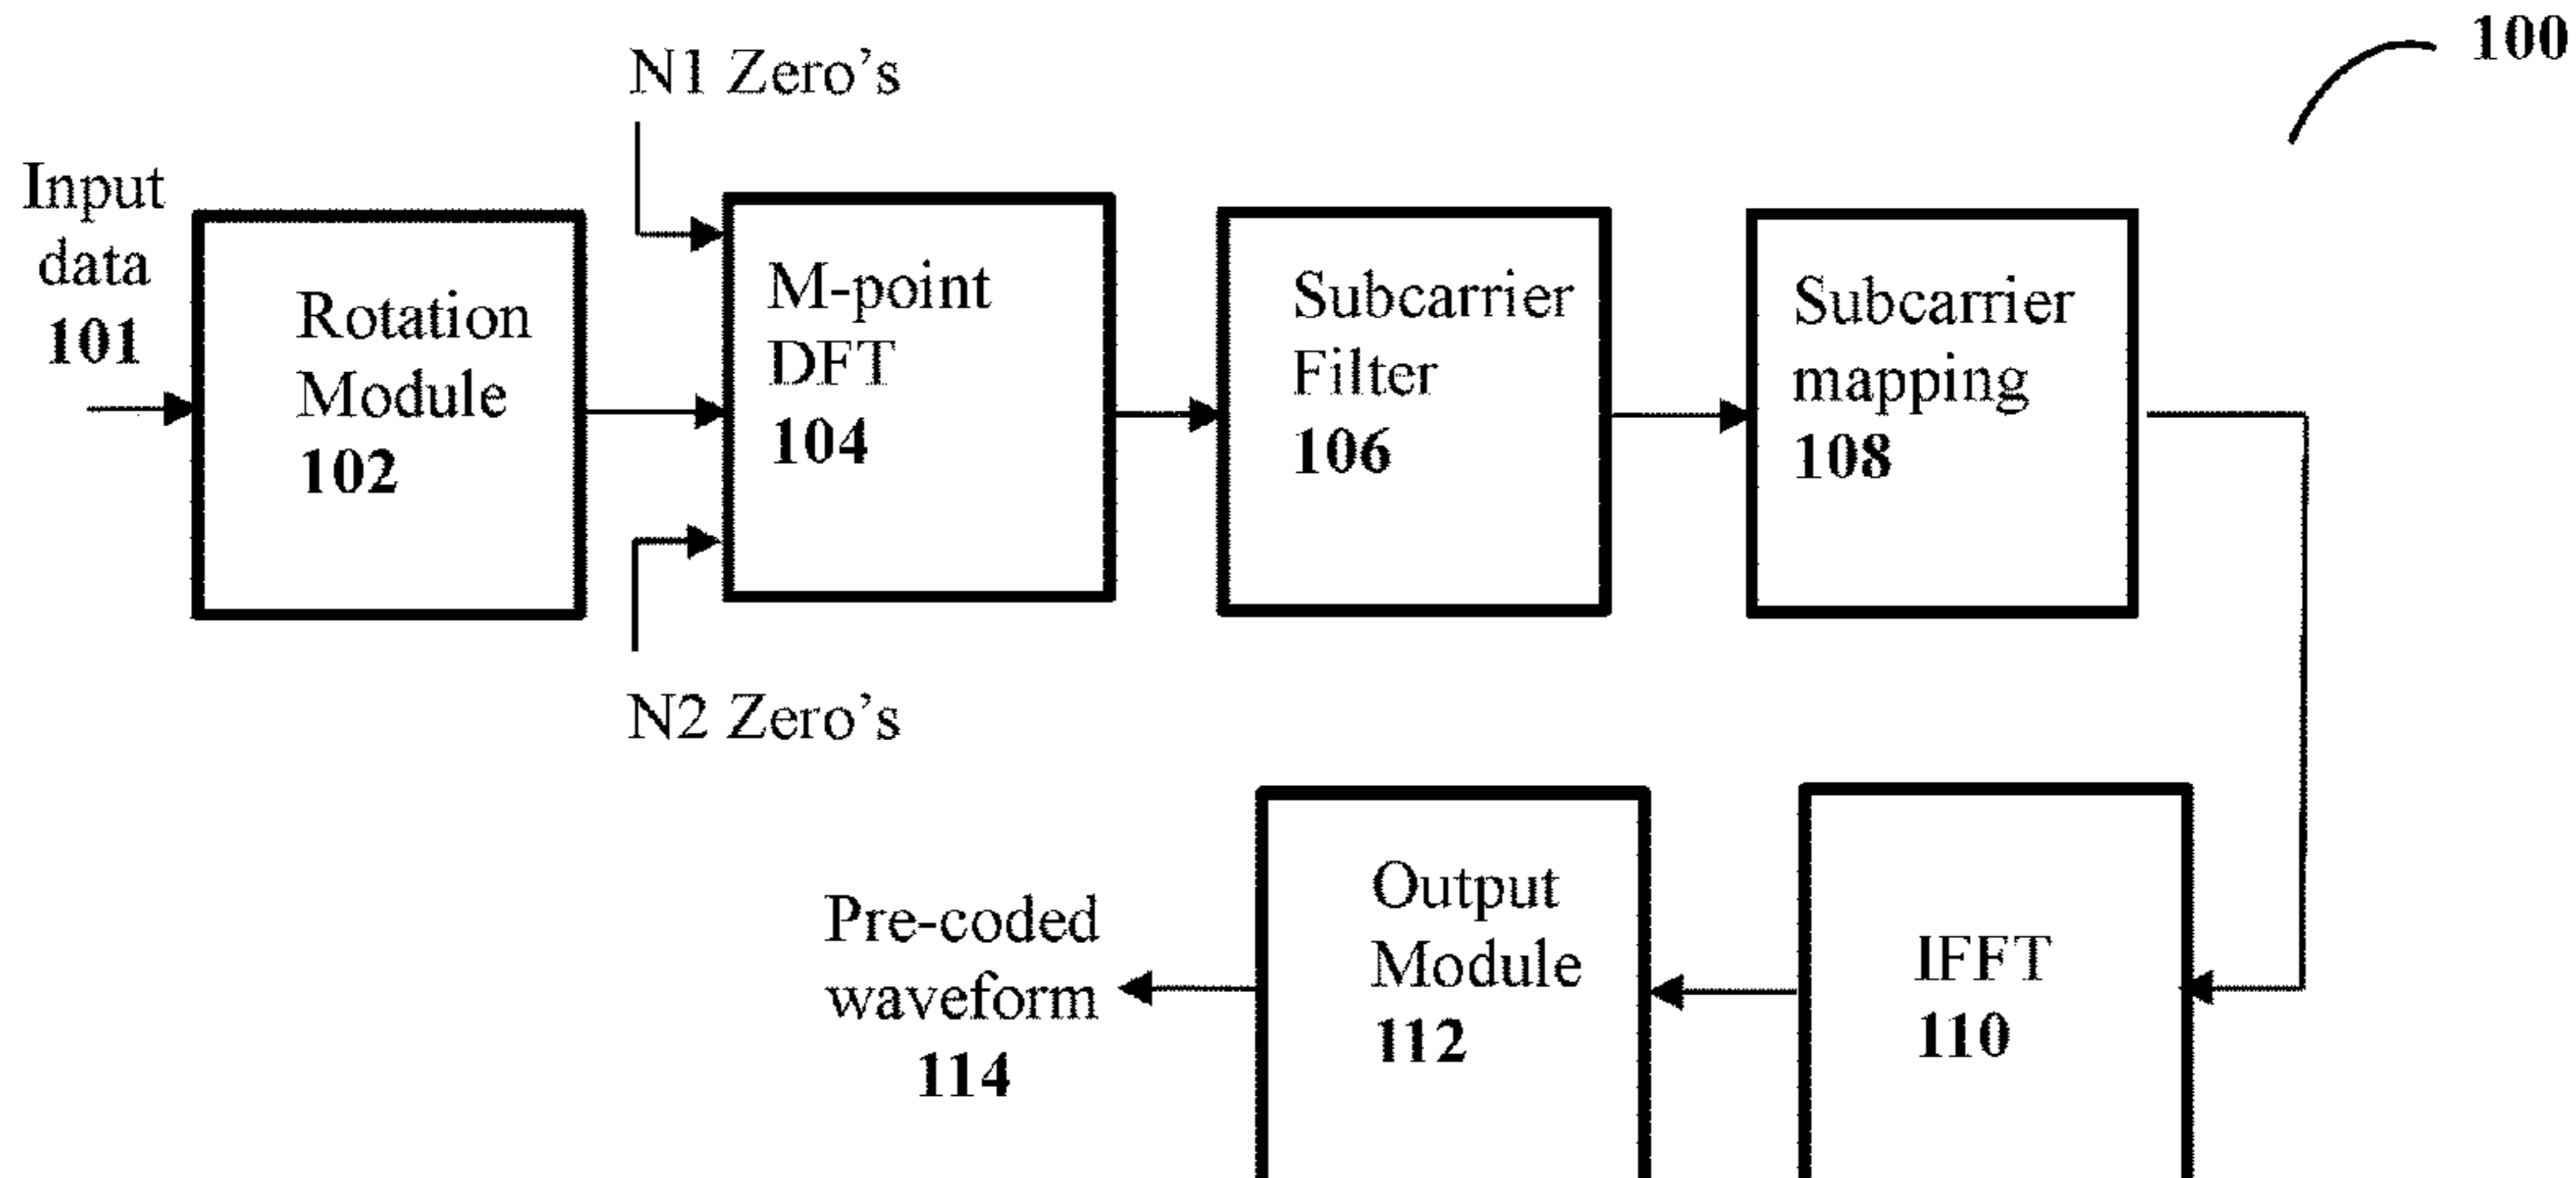 100
N1 Zero's
Input
data
101
Rotation
Module
102
M-point
DFT
104
Subcarrier
Filter
106
Subcarrier
mapping
108
N2 Zero's
Pre-coded
waveform
114
Output
Module
112
IFFT
110